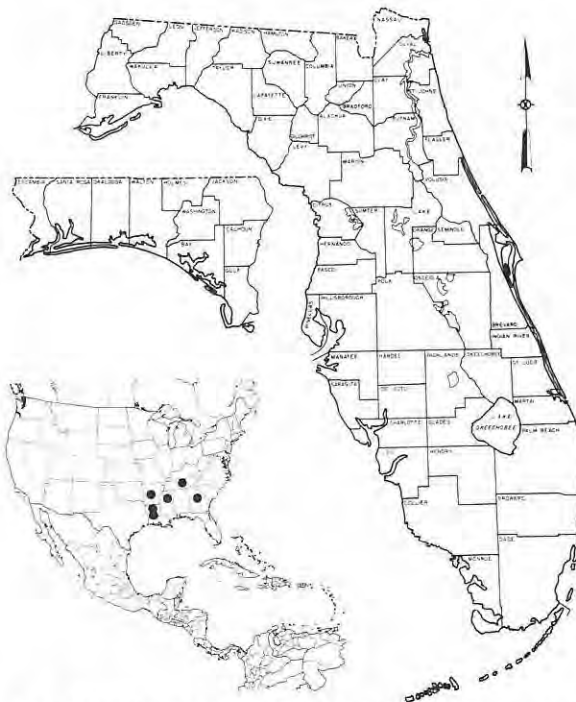 NASSAU
GADSDEN
LEON
JEFFERSON
MADISON
HAMILTON
BAKER
DUVAL
LIBERTY
WAKULLA
TAYLOR
SUWANNEE
COLUMBIA
UNION
CLAY
ST JOHNS
FRANKLIN
LAFAYETTE
BRADFORD
DIXIE
GILCHRIST
ALACHUA
PUTNAM
LEVY
FLAGLER
MARION
VOLUSIA
ESCAMBIA
SANTA ROSA
OKALOOSA
WALTON
HOLMES
JACKSON
WASHINGTON
BAY
CALHOUN
GULF
CITRUS
SUMTER
LAKE
HERNANDO
ORANGE
SEMINOLE
PASCO
POLK
OSCEOLA
HILLSBOROUGH
PINELLAS
BREVARD
INDIAN RIVER
MANATEE
HARDEE
HIGHLANDS
OKEECHOBEE
ST LUCIE
SARASOTA
DE SOTO
MARTIN
CHARLOTTE
GLADES
LAKE
OKEECHOBEE
PALM BEACH
LEE
HENDRY
COLLIER
BROWARD
DADE
MONROE